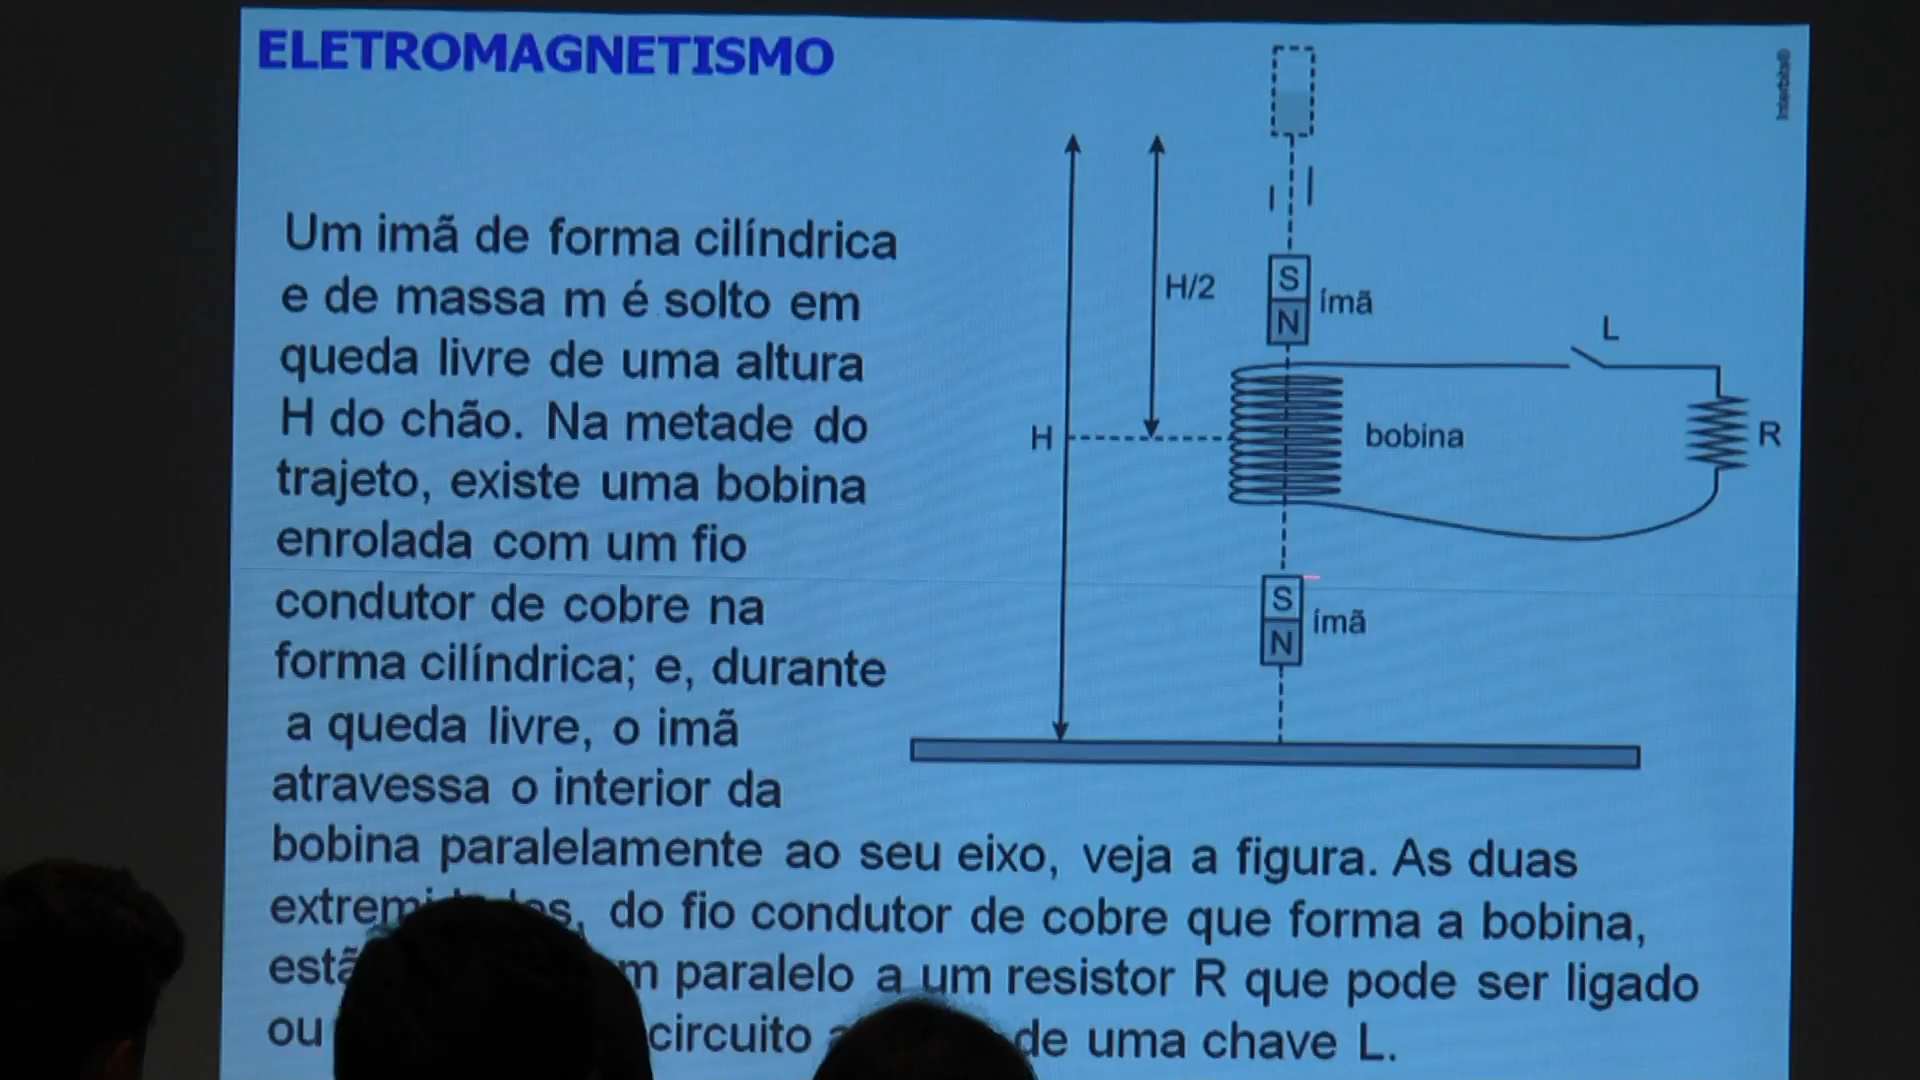 ELETROMAGNETISMO
Interbits®
Um imã de forma cilíndrica
e de massa m é solto em
queda livre de uma altura
H do chão. Na metade do
trajeto, existe uma bobina
enrolada com um fio
condutor de cobre na
forma cilíndrica; e, durante
a queda livre, o imã
atravessa o interior da
bobina paralelamente ao seu eixo, veja a figura. As duas
do fio condutor de cobre que forma a bobina,
paralelo a um resistor R que pode ser ligado
ou circuito de uma chave L.
H/2
S
N
ímã
L
H
bobina
R
S
N
ímã